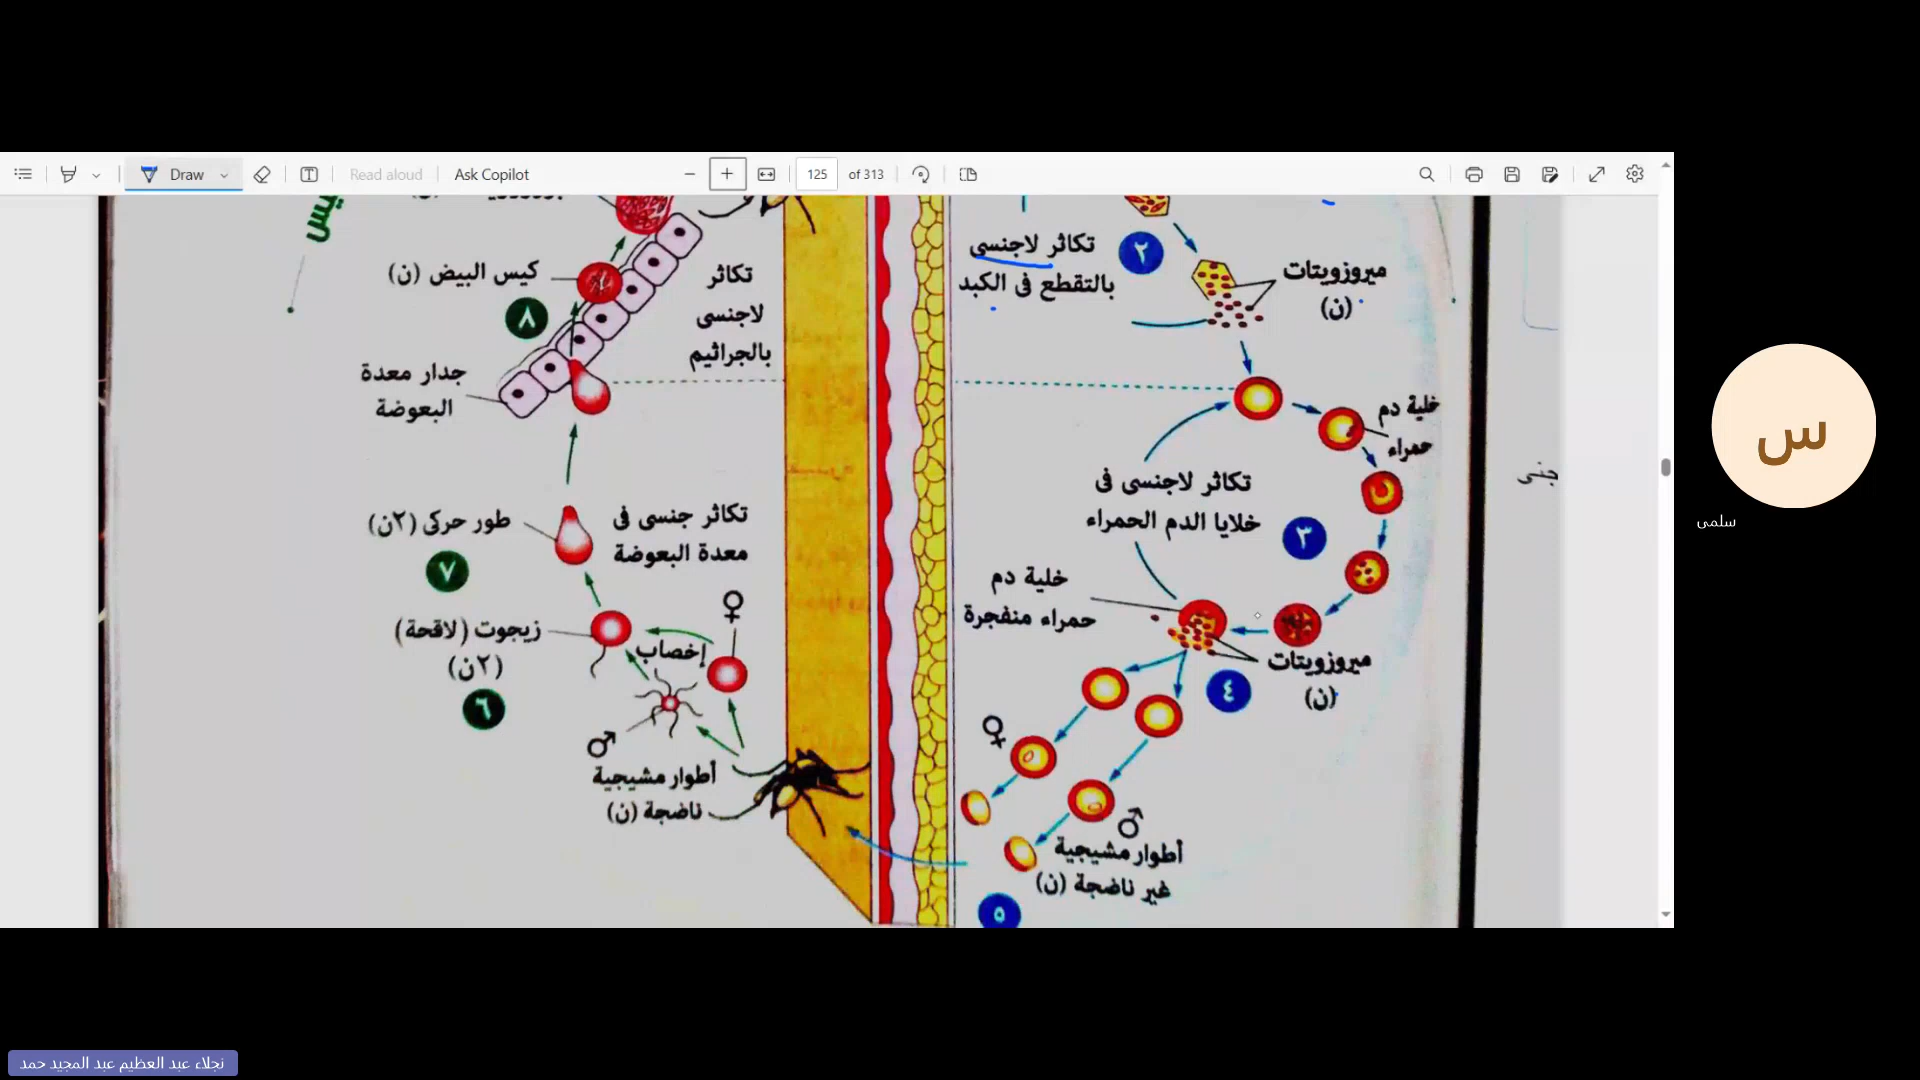 Draw
Read aloud
Ask Copilot
125 of 313
تكاثر لاجنسى
بالتقطع فى الكبد
٢
ميروزويتات
(ن)
خلية دم
حمراء
تكاثر لاجنسى فى
خلايا الدم الحمراء
٣
خلية دم
حمراء منفجرة
ميروزويتات
(ن)
٤
♀
♂
أطوار مشيجية
غير ناضجة (ن)
٥
كيس البيض (ن)
٨
تكاثر
لاجنسى
بالجراثيم
جدار معدة
البعوضة
طور حركى (٢ن)
٧
تكاثر جنسى فى
معدة البعوضة
زيجوت (لاقحة)
(٢ن)
٦
♀
إخصاب
♂
أطوار مشيجية
ناضجة (ن)
جنى
س
سلمى
نجلاء عبد العظيم عبد المجيد حمد